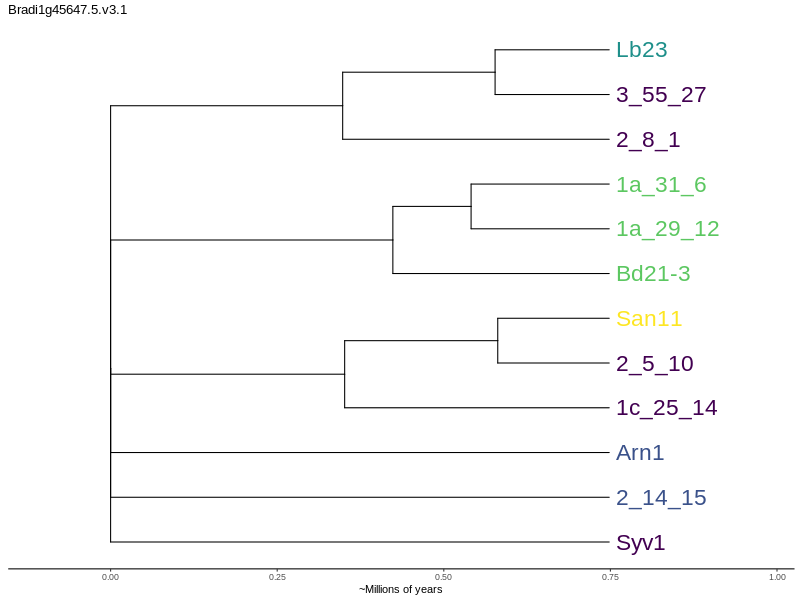 Bradi1g45647.5.v3.1
Lb23
3_55_27
2_8_1
1a_31_6
1a_29_12
Bd21-3
San11
2_5_10
1c_25_14
Arn1
2_14_15
Syv1
0.00 0.25 0.50 0.75 1.00
~Millions of years